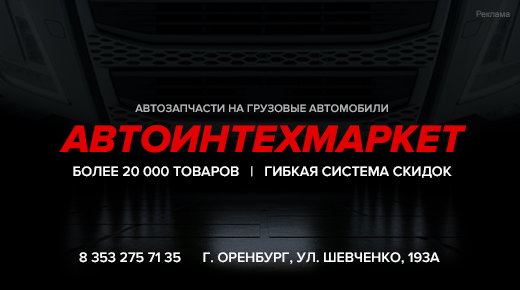 Реклама
АВТОЗАПЧАСТИ НА ГРУЗОВЫЕ АВТОМОБИЛИ
АВТОИНТЕХМАРКЕТ
БОЛЕЕ 20 000 ТОВАРОВ | ГИБКАЯ СИСТЕМА СКИДОК
8 353 275 71 35 Г. ОРЕНБУРГ, УЛ. ШЕВЧЕНКО, 193А